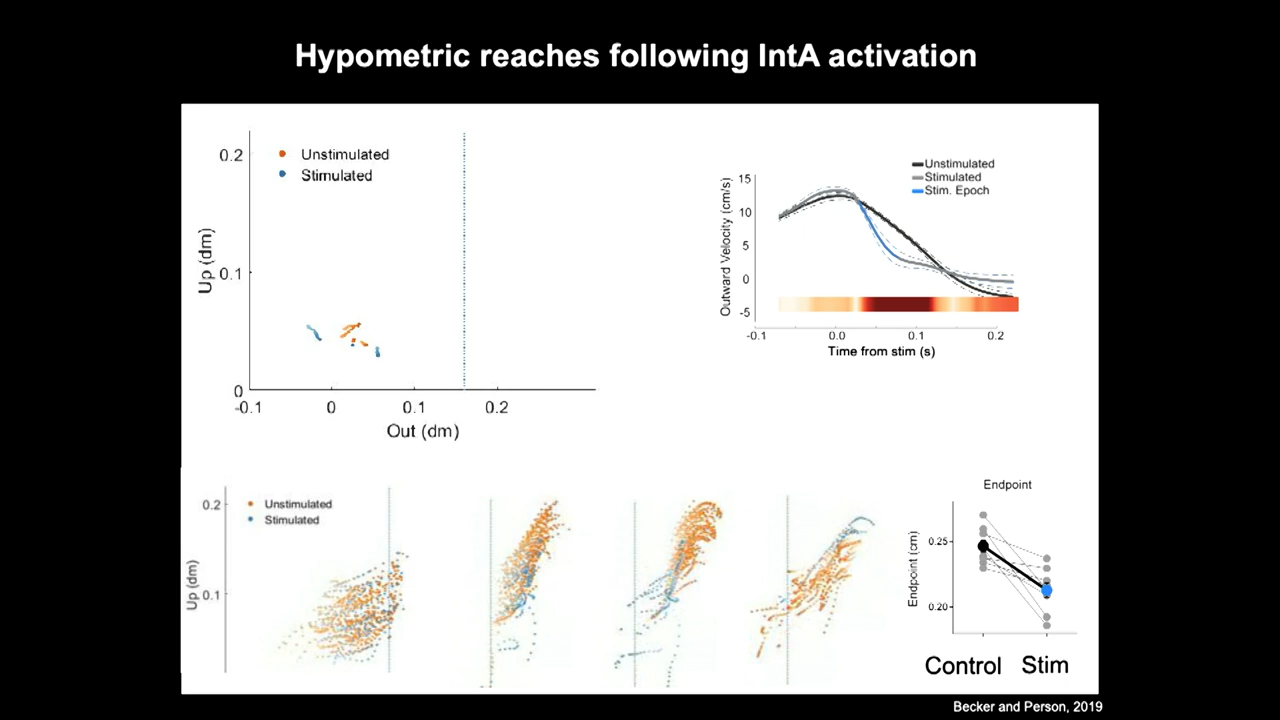 Hypometric reaches following IntA activation
0.2
0.1
0
Up (dm)
Unstimulated
Stimulated
-0.1
0
0.1
0.2
Out (dm)
15
10
5
0
-5
Outward Velocity (cm/s)
Unstimulated
Stimulated
Stim. Epoch
-0.1
0.0
0.1
0.2
Time from stim (s)
0.2
0.1
Up (dm)
Unstimulated
Stimulated
Endpoint
0.25
0.20
Endpoint (cm)
Control
Stim
Becker and Person, 2019